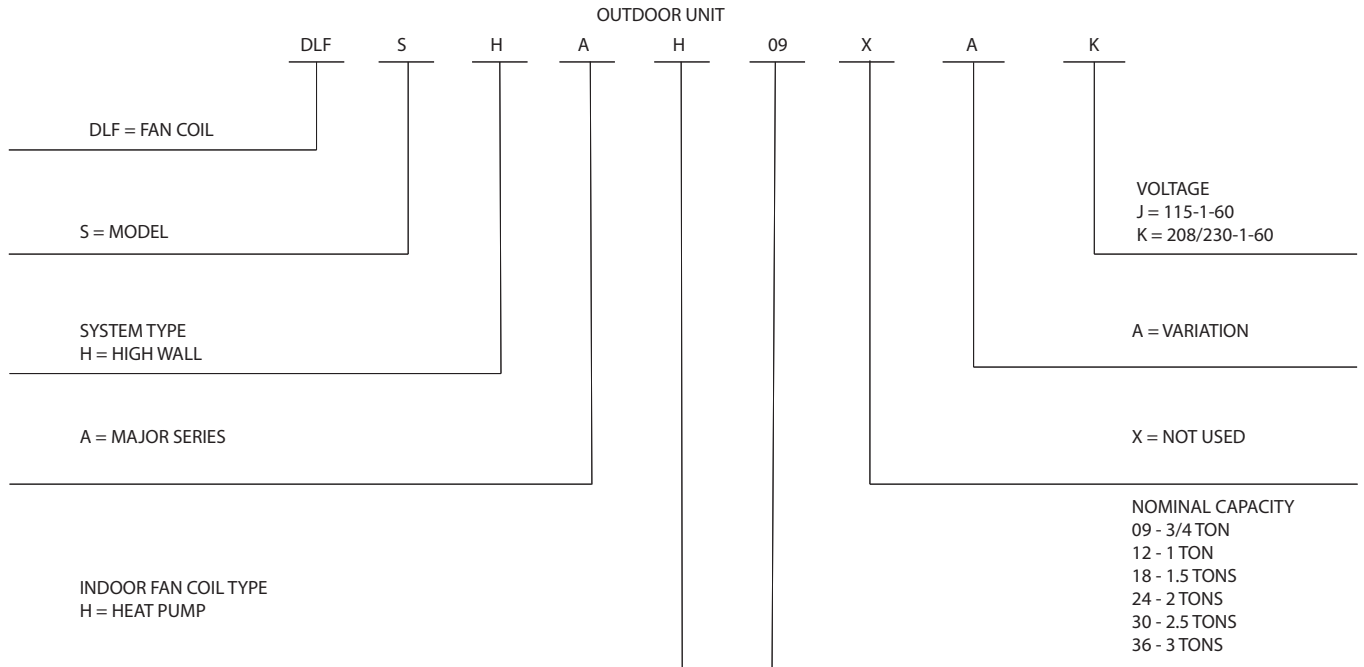 OUTDOOR UNIT
DLF S H A H 09 X A K
DLF = FAN COIL
S = MODEL
SYSTEM TYPE
H = HIGH WALL
A = MAJOR SERIES
INDOOR FAN COIL TYPE
H = HEAT PUMP
VOLTAGE
J = 115-1-60
K = 208/230-1-60
A = VARIATION
X = NOT USED
NOMINAL CAPACITY
09 - 3/4 TON
12 - 1 TON
18 - 1.5 TONS
24 - 2 TONS
30 - 2.5 TONS
36 - 3 TONS